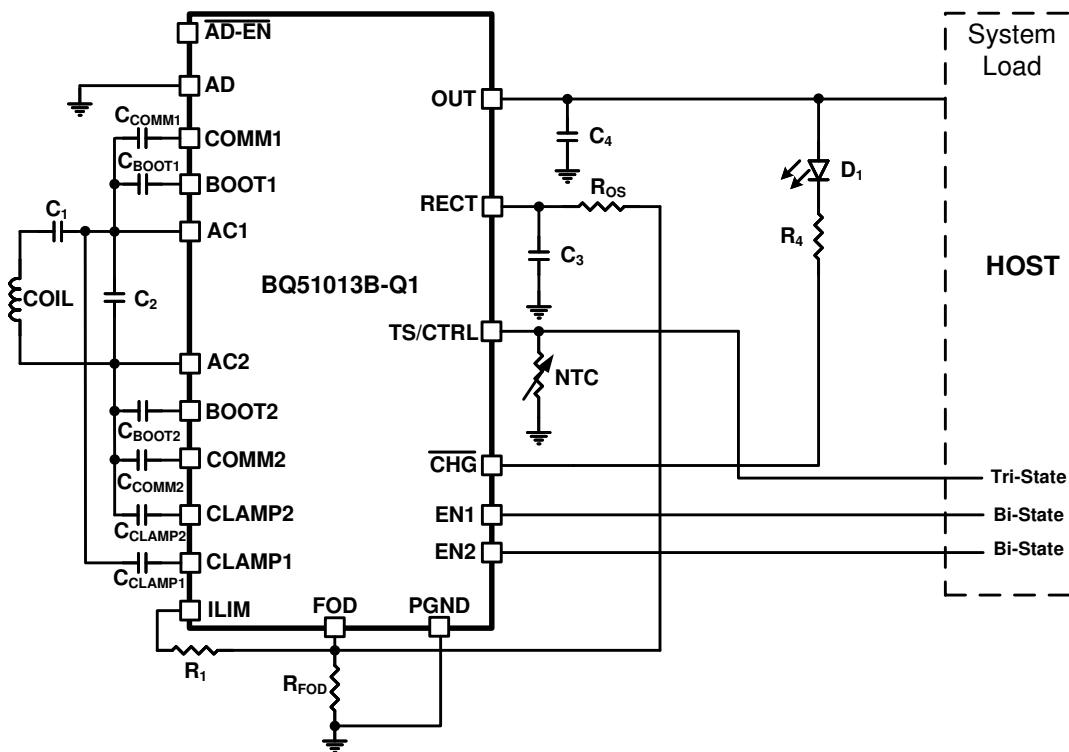 AD-EN
System
Load
AD
OUT
C_COMM1
COMM1
C4
C_BOOT1
BOOT1
D1
RECT
R_OS
C1
AC1
R4
C3
HOST
BQ51013B-Q1
COIL
C2
TS/CTRL
AC2
NTC
BOOT2
C_BOOT2
COMM2
CHG
C_COMM2
Tri-State
CLAMP2
EN1
Bi-State
C_CLAMP2
EN2
Bi-State
CLAMP1
C_CLAMP1
ILIM
FOD
PGND
R1
R_FOD